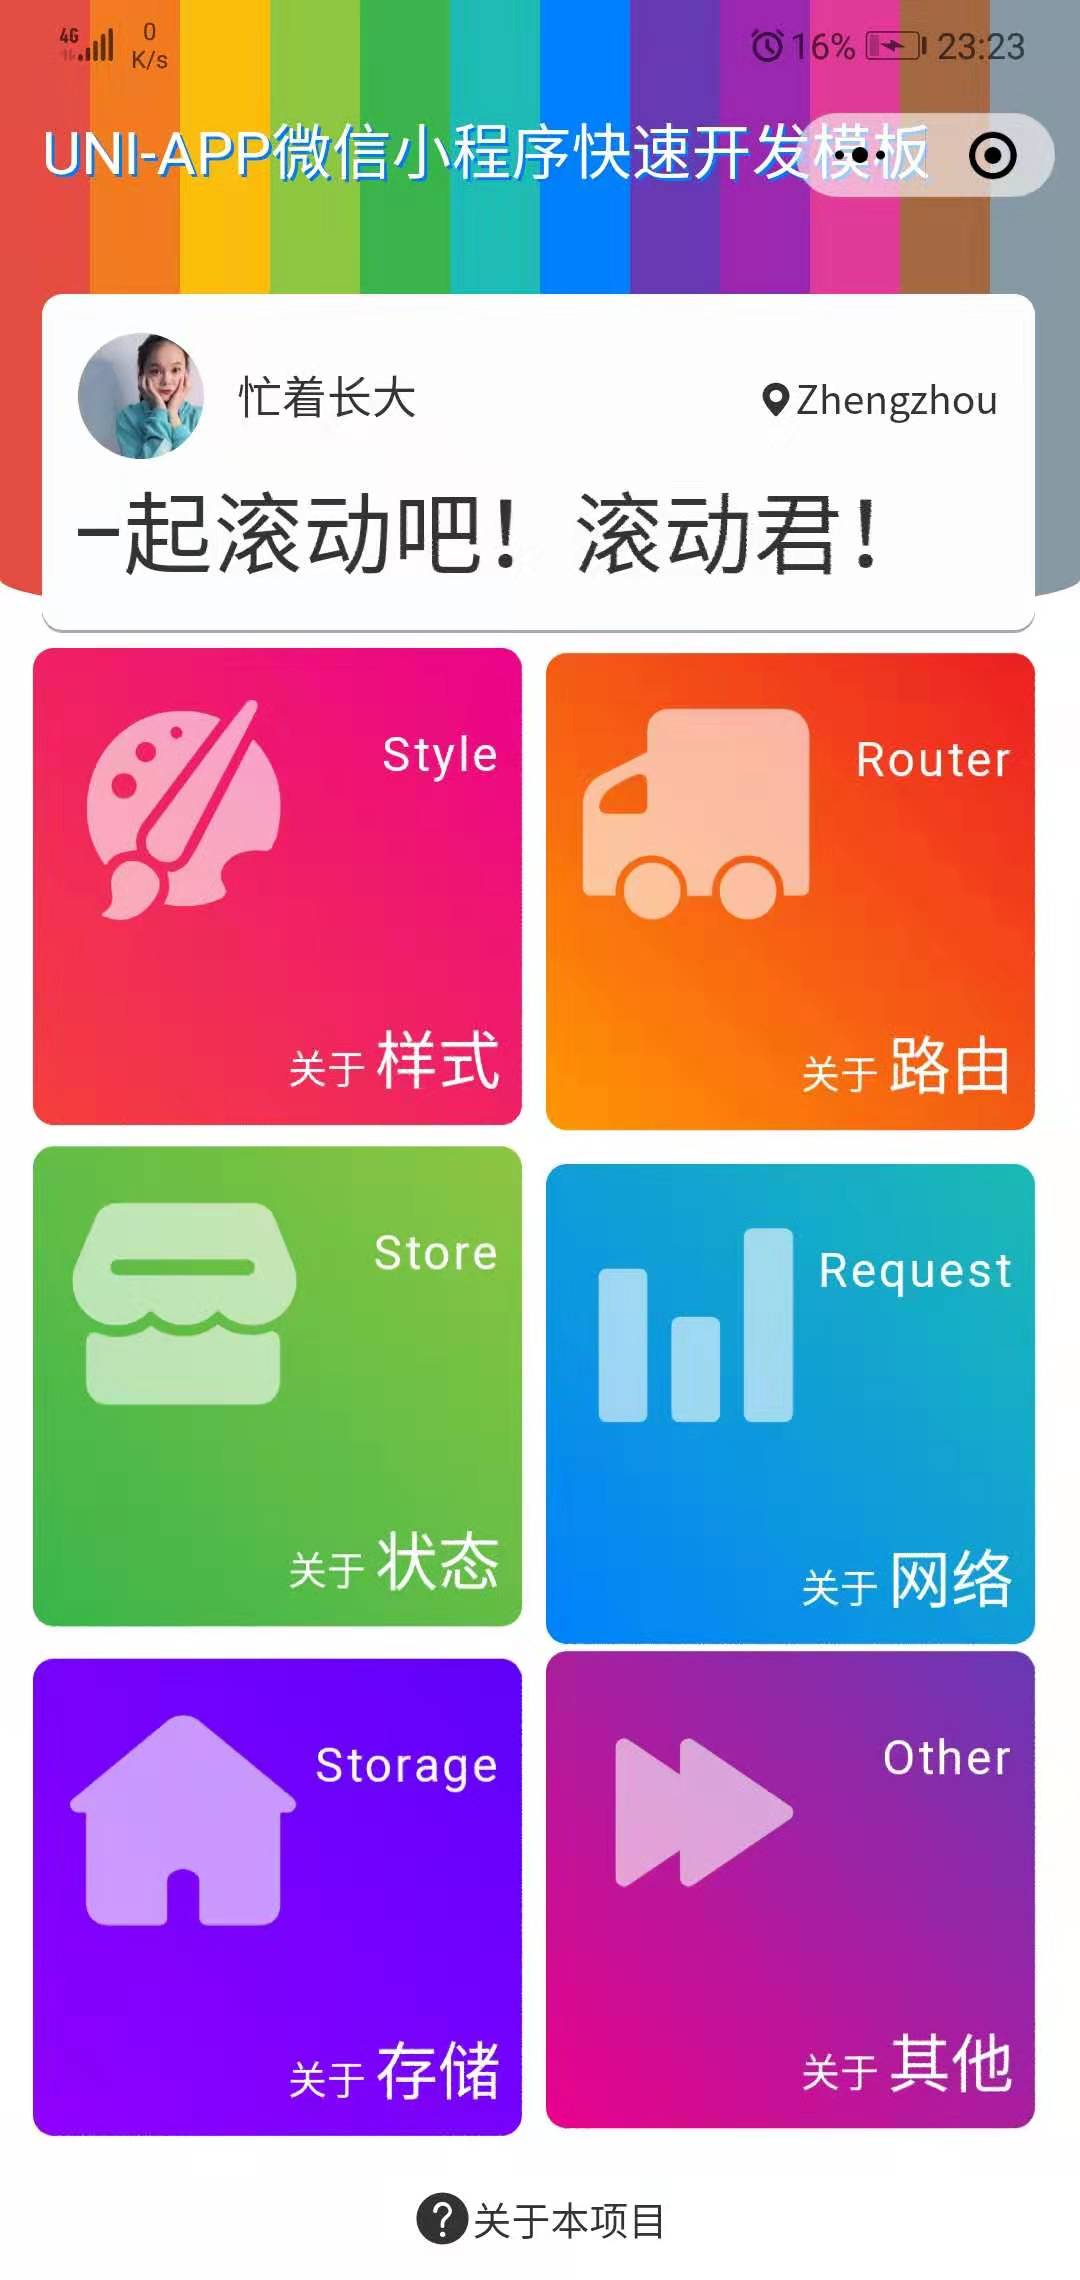 4G 0 K/s 16% 23:23
UNI-APP微信小程序快速开发模板
忙着长大 Zhengzhou
一起滚动吧！滚动君！
Style
关于 样式
Router
关于 路由
Store
关于 状态
Request
关于 网络
Storage
关于 存储
Other
关于 其他
关于本项目